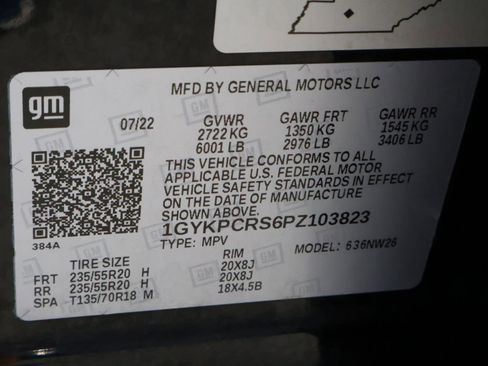 MFD BY GENERAL MOTORS LLC
gm
07/22 GVWR GAWR FRT GAWR RR
2722 KG 1350 KG 1545 KG
6001 LB 2976 LB 3406 LB
THIS VEHICLE CONFORMS TO ALL
APPLICABLE U.S. FEDERAL MOTOR
VEHICLE SAFETY STANDARDS IN EFFECT
ON THE DATE OF MANUFACTURE
SHOWN ABOVE.
1GYKPCRS6PZ103823
384A TYPE: MPV MODEL: 636NW26
TIRE SIZE RIM
FRT 235/55R20 H 20X8J
RR 235/55R20 H 20X8J
SPA T135/70R18 M 18X4.5B